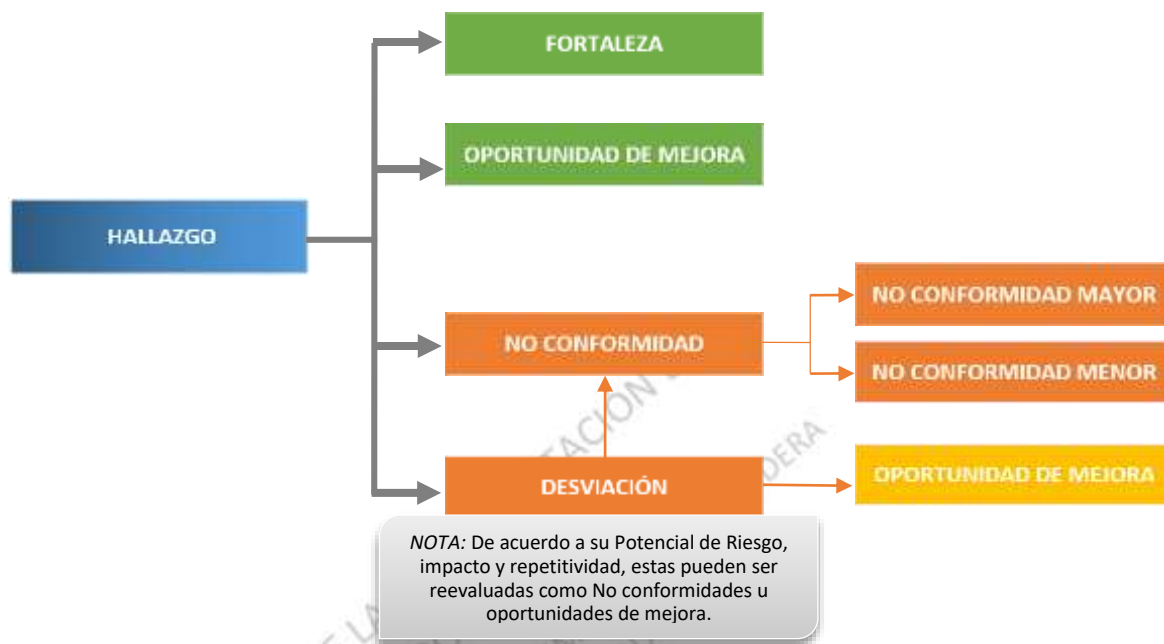 FORTALEZA
OPORTUNIDAD DE MEJORA
HALLAZGO
NO CONFORMIDAD MAYOR
NO CONFORMIDAD
NO CONFORMIDAD MENOR
DESVIACIÓN
OPORTUNIDAD DE MEJORA
NOTA: De acuerdo a su Potencial de Riesgo,
impacto y repetitividad, estas pueden ser
reevaluadas como No conformidades u
oportunidades de mejora.